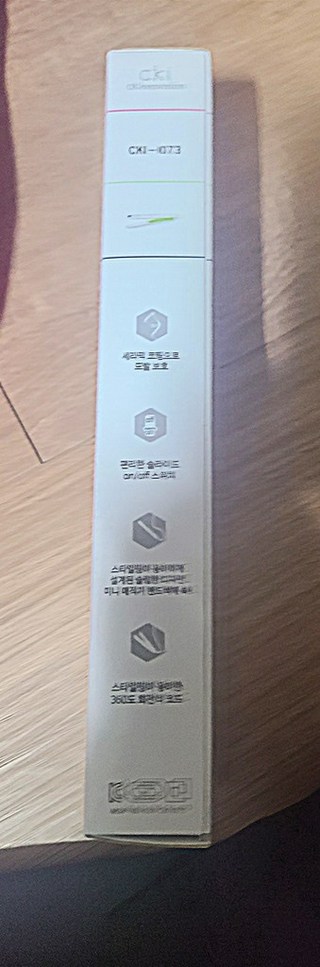 cki
CKI-K173
세라믹 코팅으로
모발 보호
편리한 슬라이드
on/off 스위치
스타일링이 용이하게
설계된 슬림한 디자인
미니 매직기 핸드백에 쏙!
스타일링이 용이한
360도 회전식 코드